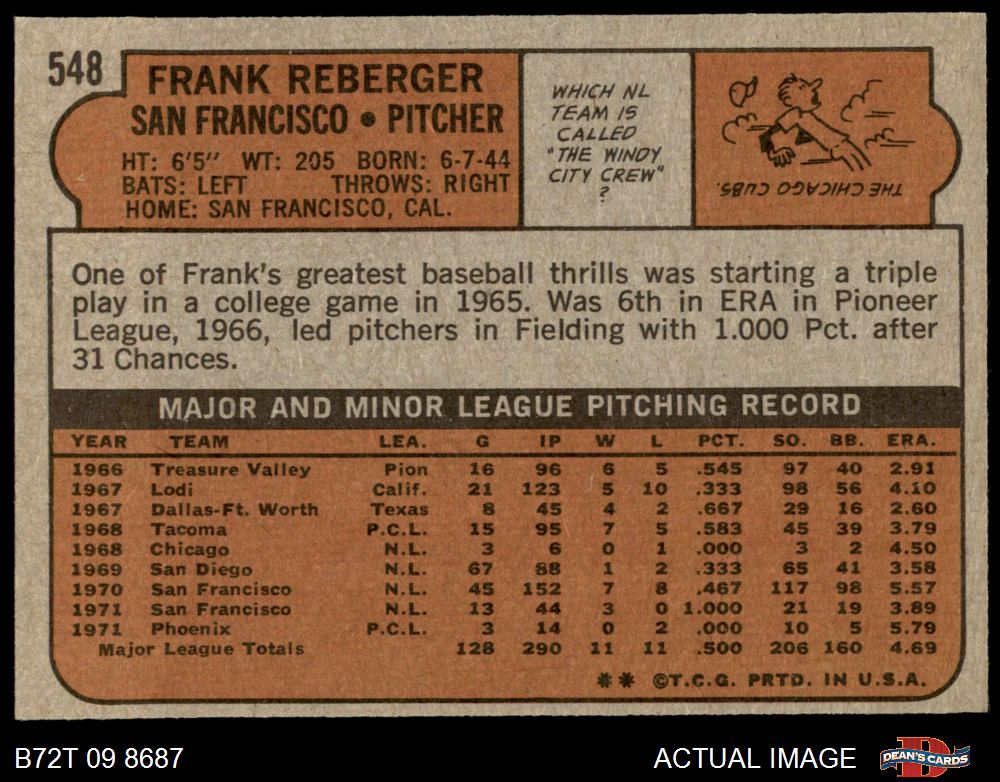 548
FRANK REBERGER
SAN FRANCISCO • PITCHER
HT: 6'5" WT: 205 BORN: 6-7-44
BATS: LEFT THROWS: RIGHT
HOME: SAN FRANCISCO, CAL.
WHICH NL
TEAM IS
CALLED
"THE WINDY
CITY CREW"
?
THE CHICAGO CUBS.
One of Frank's greatest baseball thrills was starting a triple
play in a college game in 1965. Was 6th in ERA in Pioneer
League, 1966, led pitchers in Fielding with 1.000 Pct. after
31 Chances.
MAJOR AND MINOR LEAGUE PITCHING RECORD
YEAR TEAM LEA. G IP W L PCT. SO. BB. ERA.
1966 Treasure Valley Pion 16 96 6 5 .545 97 40 2.91
1967 Lodi Calif. 21 123 5 10 .333 98 56 4.10
1967 Dallas-Ft. Worth Texas 8 45 4 2 .667 29 16 2.60
1968 Tacoma P.C.L. 15 95 7 5 .583 45 39 3.79
1968 Chicago N.L. 3 6 0 1 .000 3 2 4.50
1969 San Diego N.L. 67 88 1 2 .333 65 41 3.58
1970 San Francisco N.L. 45 152 7 8 .467 117 98 5.57
1971 San Francisco N.L. 13 44 3 0 1.000 21 19 3.89
1971 Phoenix P.C.L. 3 14 0 2 .000 10 5 5.79
Major League Totals 128 290 11 11 .500 206 160 4.69
** ©T.C.G. PRTD. IN U.S.A.
B72T 09 8687
ACTUAL IMAGE
DEAN'S CARDS